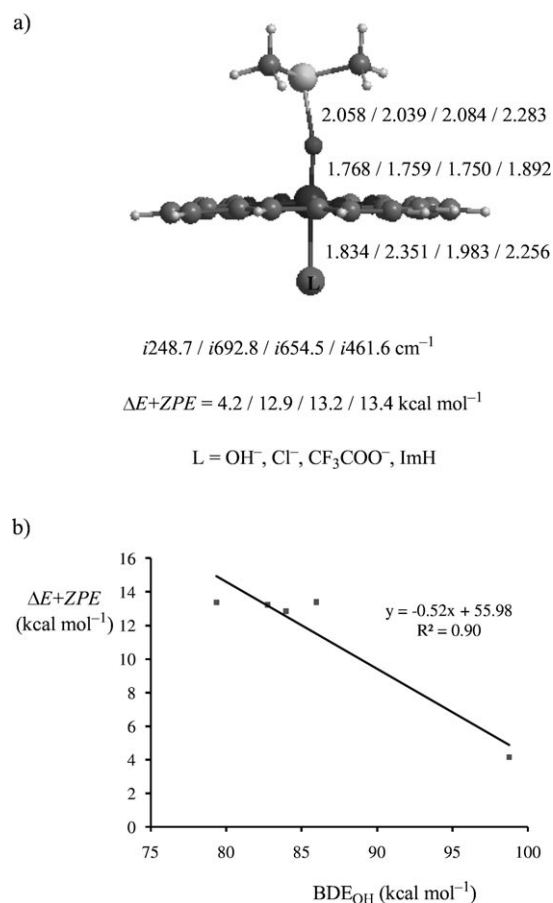 a)
2.058 / 2.039 / 2.084 / 2.283
1.768 / 1.759 / 1.750 / 1.892
1.834 / 2.351 / 1.983 / 2.256
L
i248.7 / i692.8 / i654.5 / i461.6 cm⁻¹
ΔE+ZPE = 4.2 / 12.9 / 13.2 / 13.4 kcal mol⁻¹
L = OH⁻, Cl⁻, CF₃COO⁻, ImH
b)
ΔE+ZPE
(kcal mol⁻¹)
16
14
12
10
8
6
4
2
0
y = -0.52x + 55.98
R² = 0.90
75 80 85 90 95 100
BDE_OH (kcal mol⁻¹)